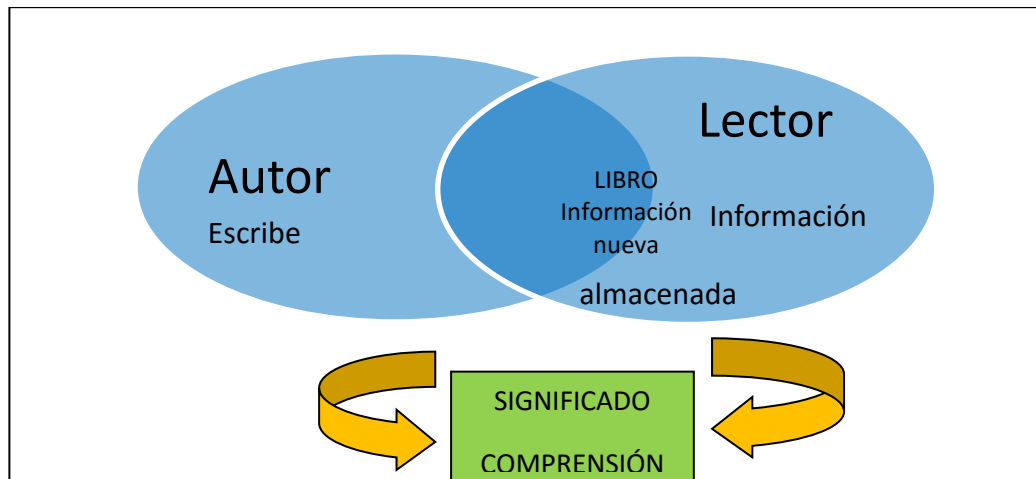 Autor
Escribe
LIBRO
Información
nueva
Lector
Información
almacenada
SIGNIFICADO
COMPRENSIÓN